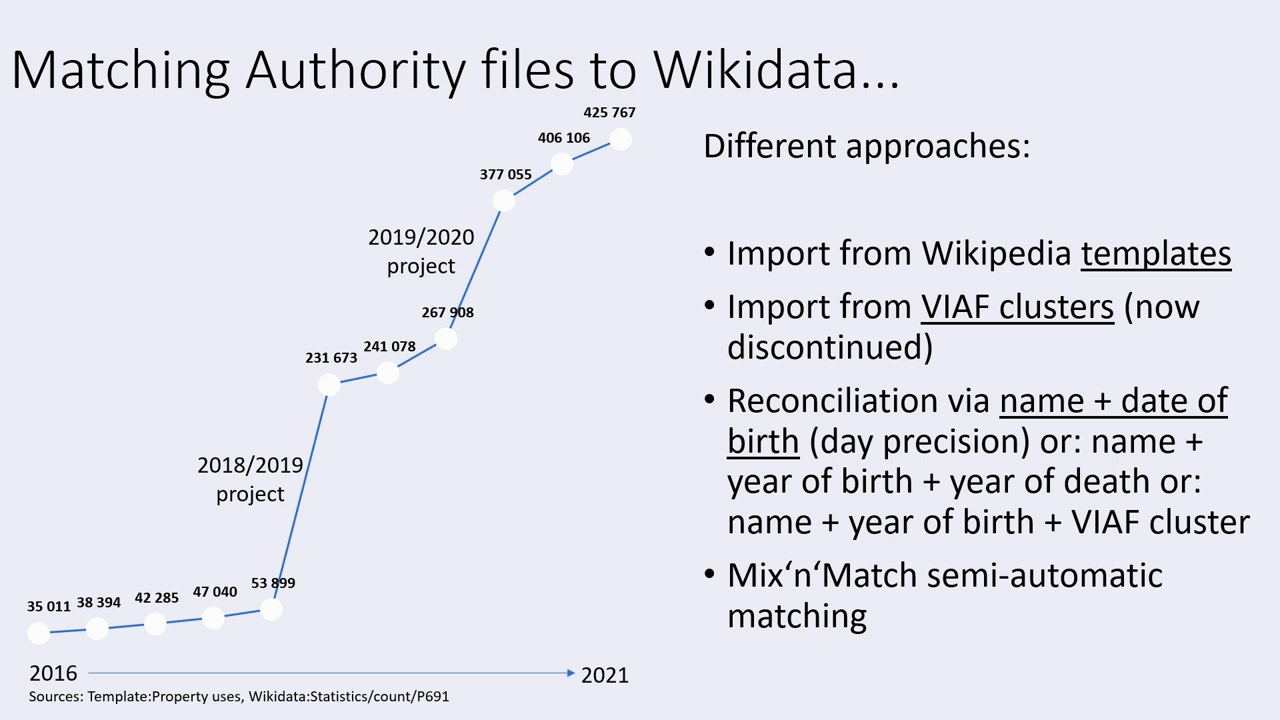 Matching Authority files to Wikidata...
425 767
406 106
377 055
2019/2020
project
267 908
241 078
231 673
2018/2019
project
53 899
47 040
42 285
38 394
35 011
2016
2021
Sources: Template:Property uses, Wikidata:Statistics/count/P691
Different approaches:
• Import from Wikipedia templates
• Import from VIAF clusters (now
discontinued)
• Reconciliation via name + date of
birth (day precision) or: name +
year of birth + year of death or:
name + year of birth + VIAF cluster
• Mix‘n‘Match semi-automatic
matching